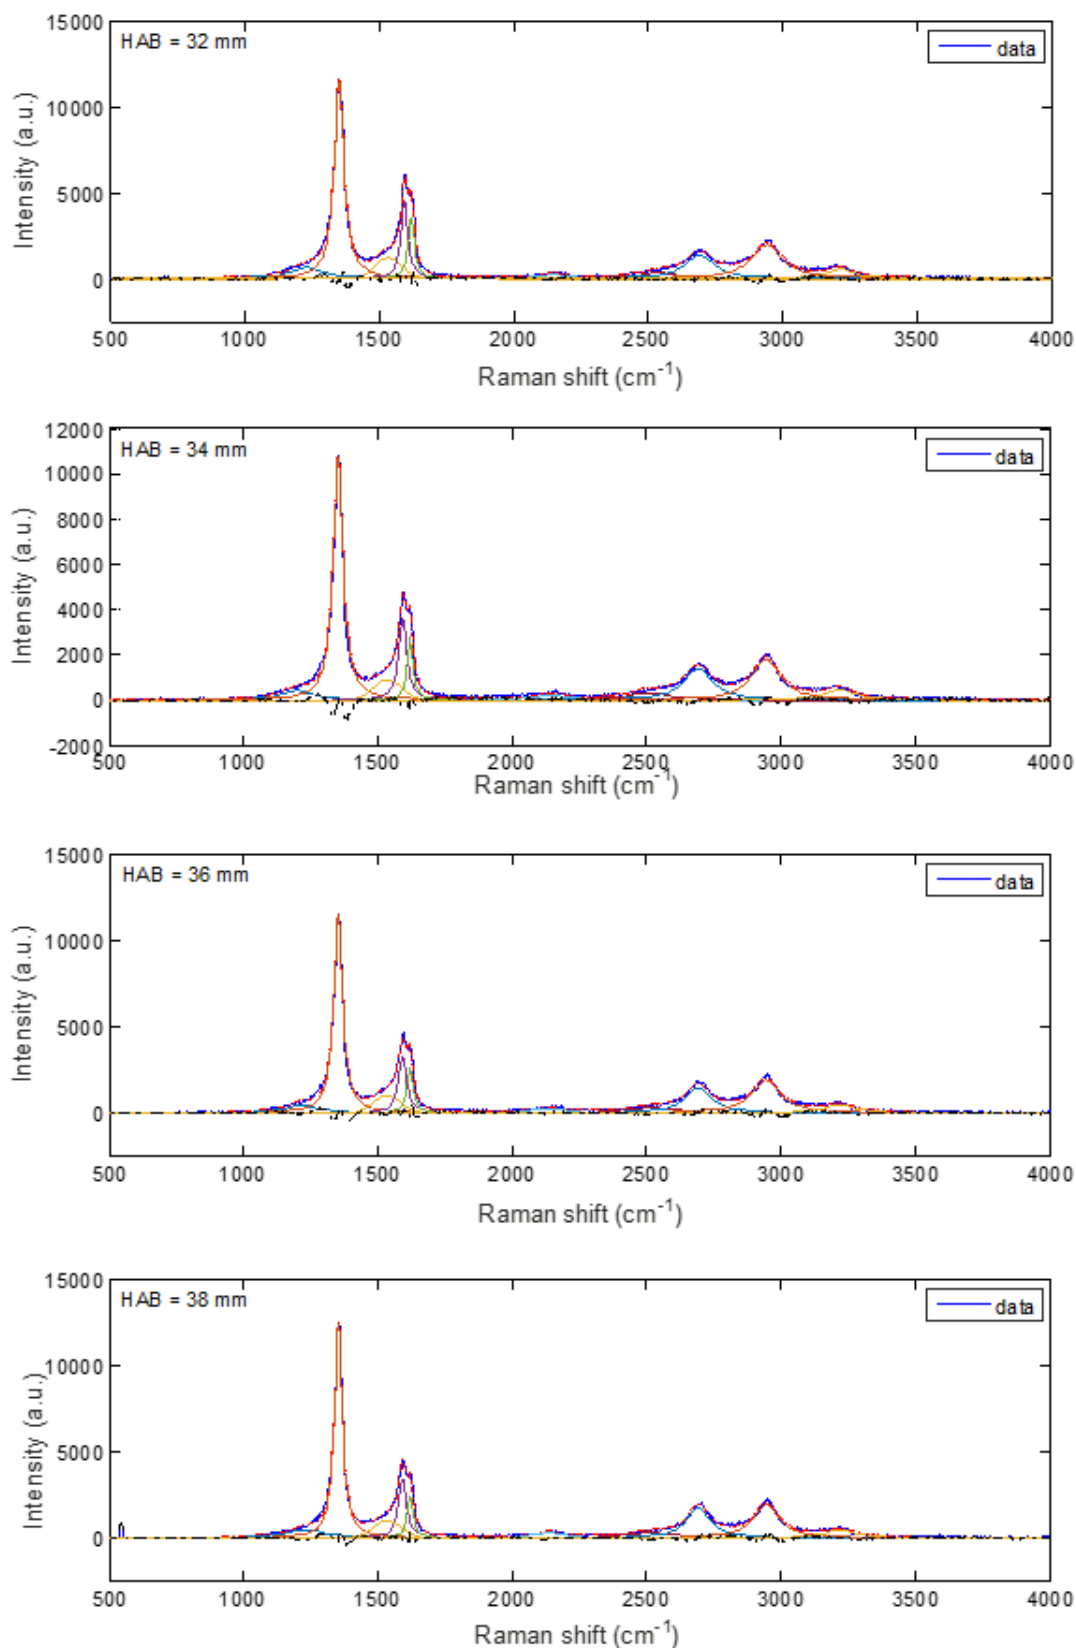 15000
HAB = 32 mm
data
10000
5000
0
Intensity (a.u.)
500 1000 1500 2000 2500 3000 3500 4000
Raman shift (cm⁻¹)
12000
HAB = 34 mm
data
10000
8000
6000
4000
2000
0
-2000
Intensity (a.u.)
500 1000 1500 2000 2500 3000 3500 4000
Raman shift (cm⁻¹)
15000
HAB = 36 mm
data
10000
5000
0
Intensity (a.u.)
500 1000 1500 2000 2500 3000 3500 4000
Raman shift (cm⁻¹)
15000
HAB = 38 mm
data
10000
5000
0
Intensity (a.u.)
500 1000 1500 2000 2500 3000 3500 4000
Raman shift (cm⁻¹)